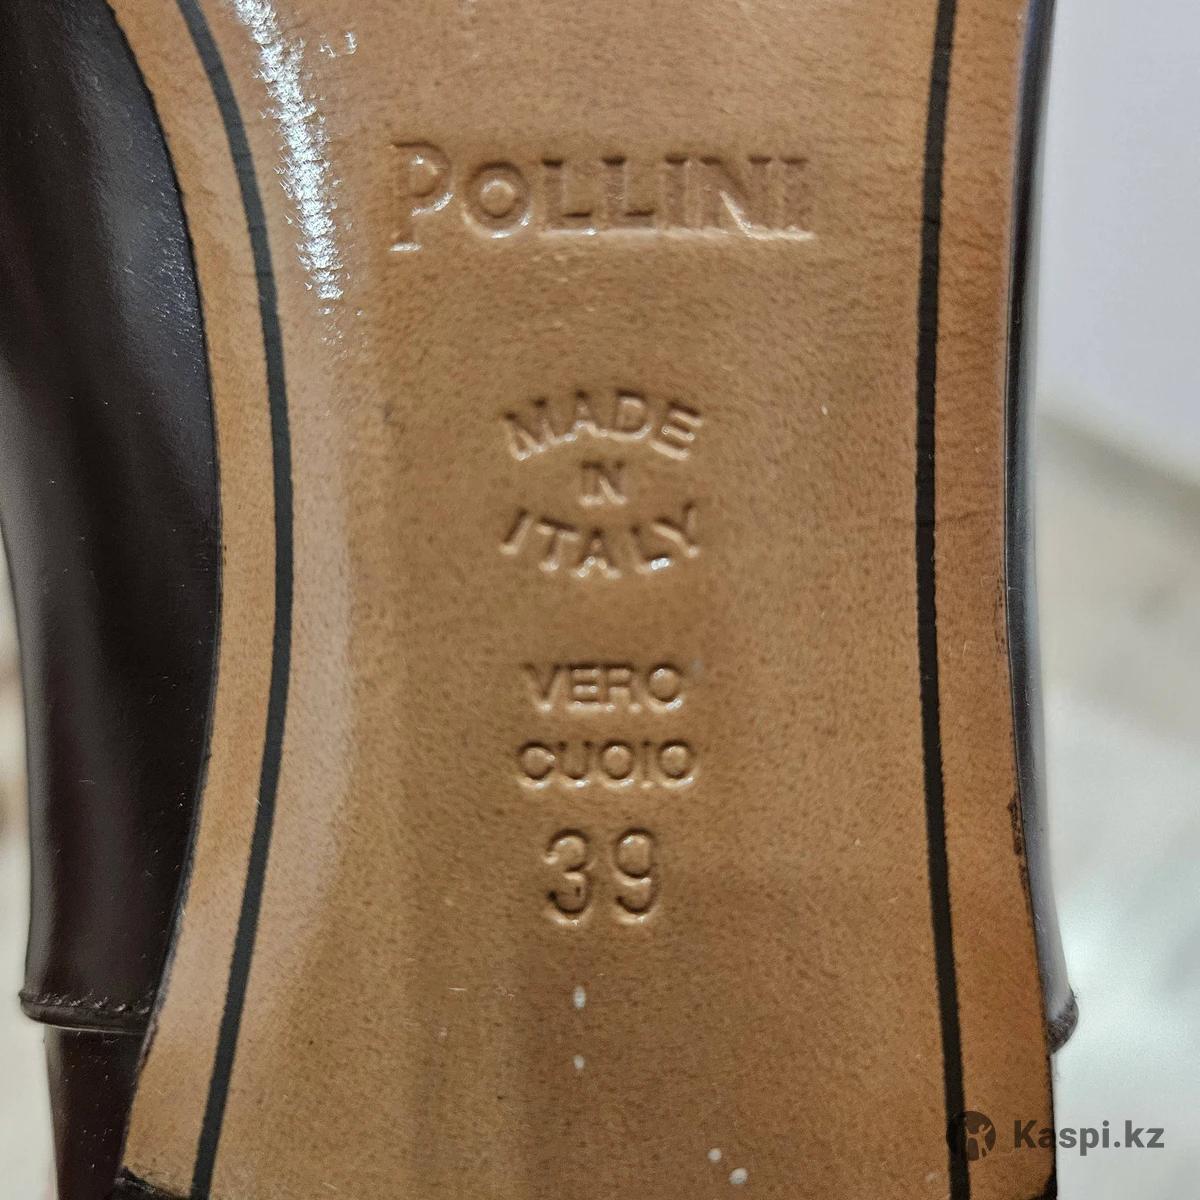 POLLINI
MADE
IN
ITALY
VERO
CUOIO
39
Kaspi.kz